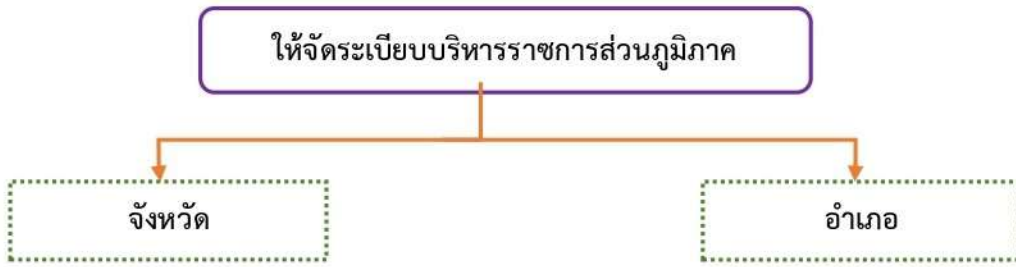 ให้จัดระเบียบบริหารราชการส่วนภูมิภาค
จังหวัด
อำเภอ